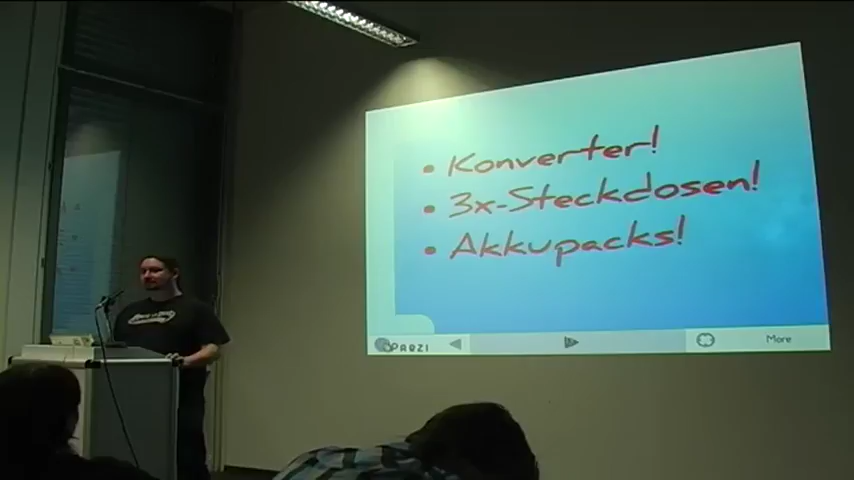 • Konverter!
• 3x-Steckdosen!
• Akkupacks!
PREZI
More